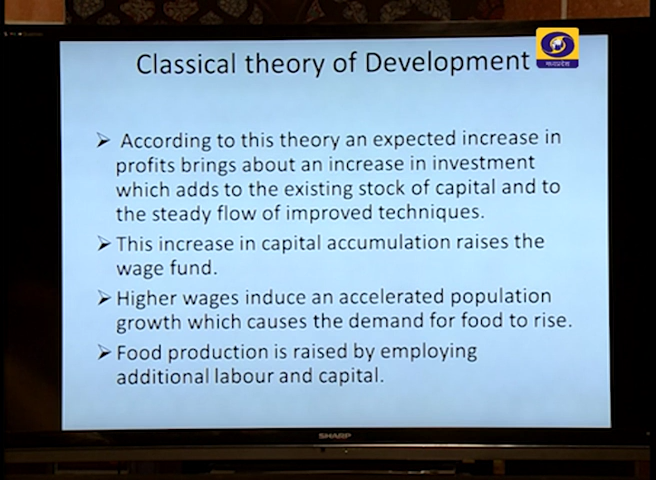 Classical theory of Development
मध्यप्रदेश
➢ According to this theory an expected increase in
profits brings about an increase in investment
which adds to the existing stock of capital and to
the steady flow of improved techniques.
➢ This increase in capital accumulation raises the
wage fund.
➢ Higher wages induce an accelerated population
growth which causes the demand for food to rise.
➢ Food production is raised by employing
additional labour and capital.
SHARP